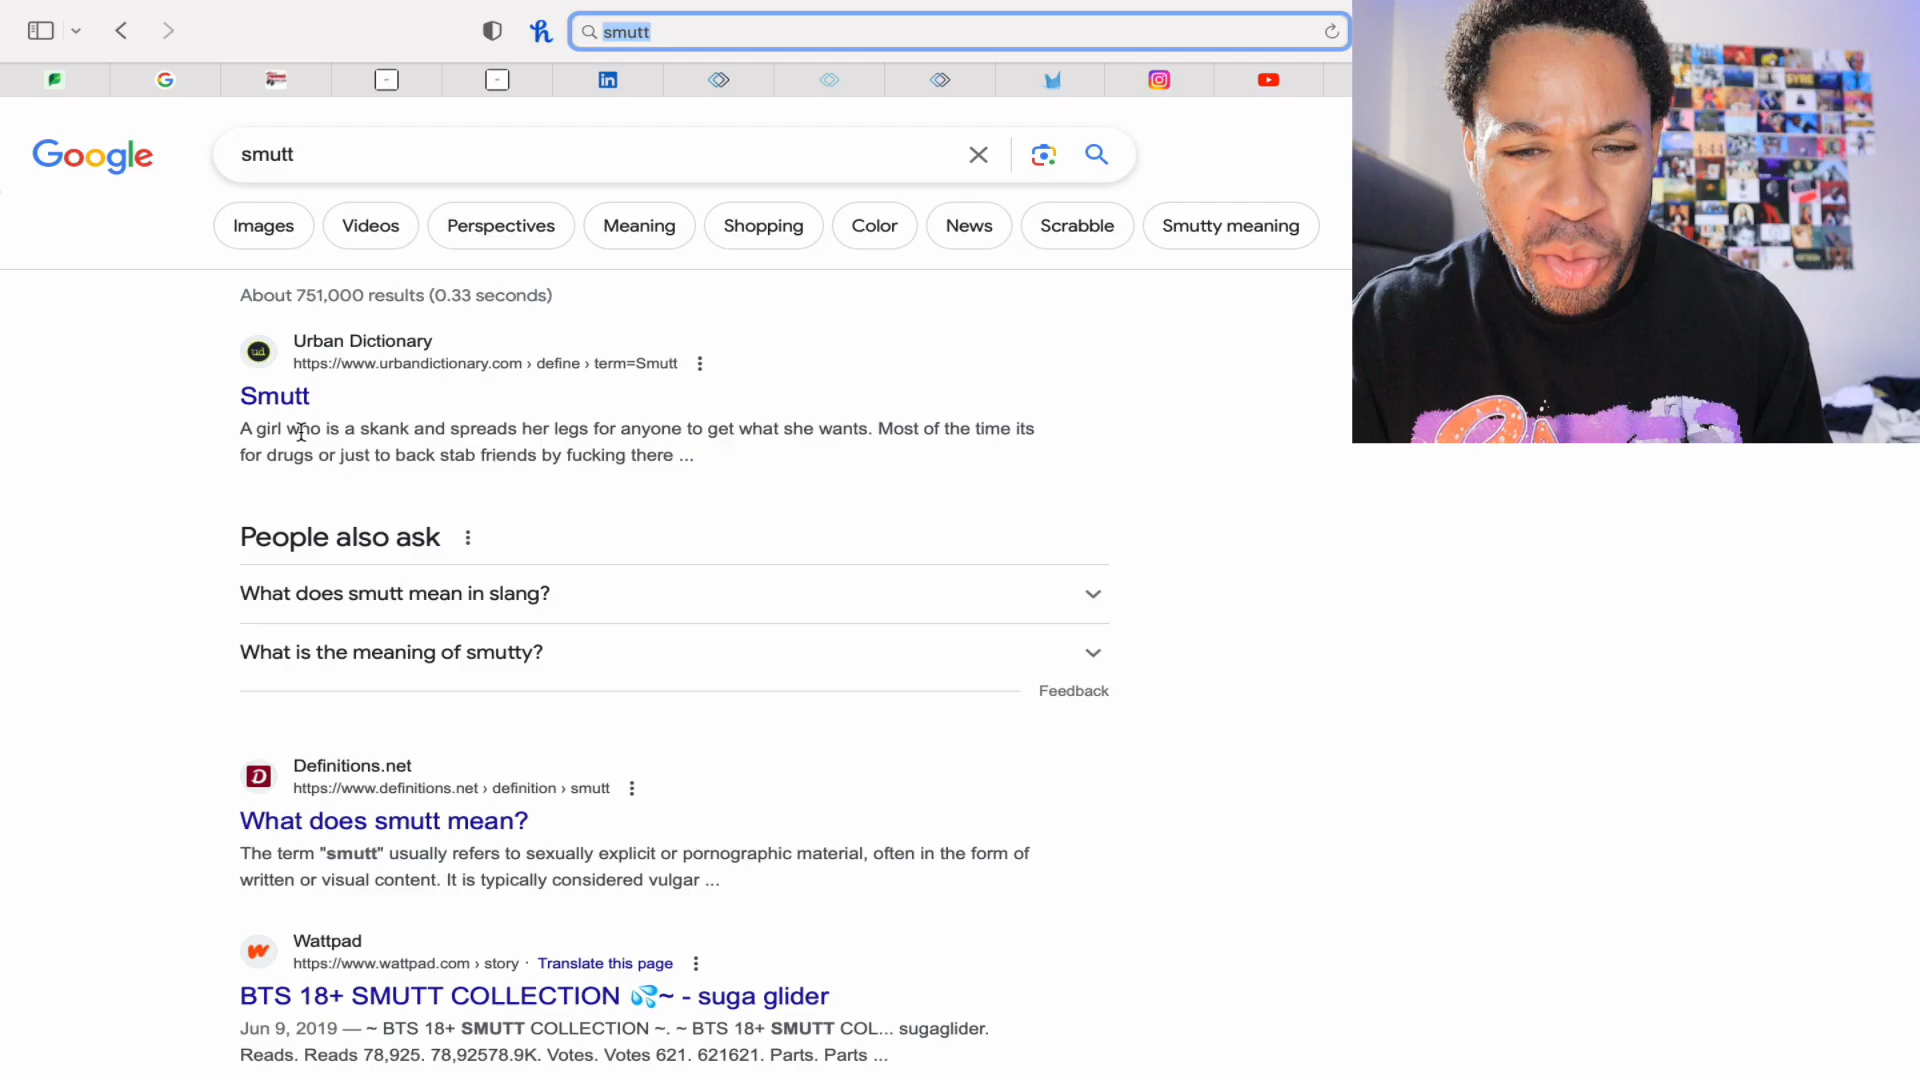 smutt
Google
smutt
Images
Videos
Perspectives
Meaning
Shopping
Color
News
Scrabble
Smutty meaning
About 751,000 results (0.33 seconds)
ud
Urban Dictionary
https://www.urbandictionary.com › define › term=Smutt
Smutt
A girl who is a skank and spreads her legs for anyone to get what she wants. Most of the time its
for drugs or just to back stab friends by fucking there ...
People also ask
What does smutt mean in slang?
What is the meaning of smutty?
Feedback
Definitions.net
https://www.definitions.net › definition › smutt
What does smutt mean?
The term "smutt" usually refers to sexually explicit or pornographic material, often in the form of
written or visual content. It is typically considered vulgar ...
Wattpad
https://www.wattpad.com › story · Translate this page
BTS 18+ SMUTT COLLECTION 💦~ - suga glider
Jun 9, 2019 — ~ BTS 18+ SMUTT COLLECTION ~. ~ BTS 18+ SMUTT COL... sugaglider.
Reads. Reads 78,925. 78,92578.9K. Votes. Votes 621. 621621. Parts. Parts ...